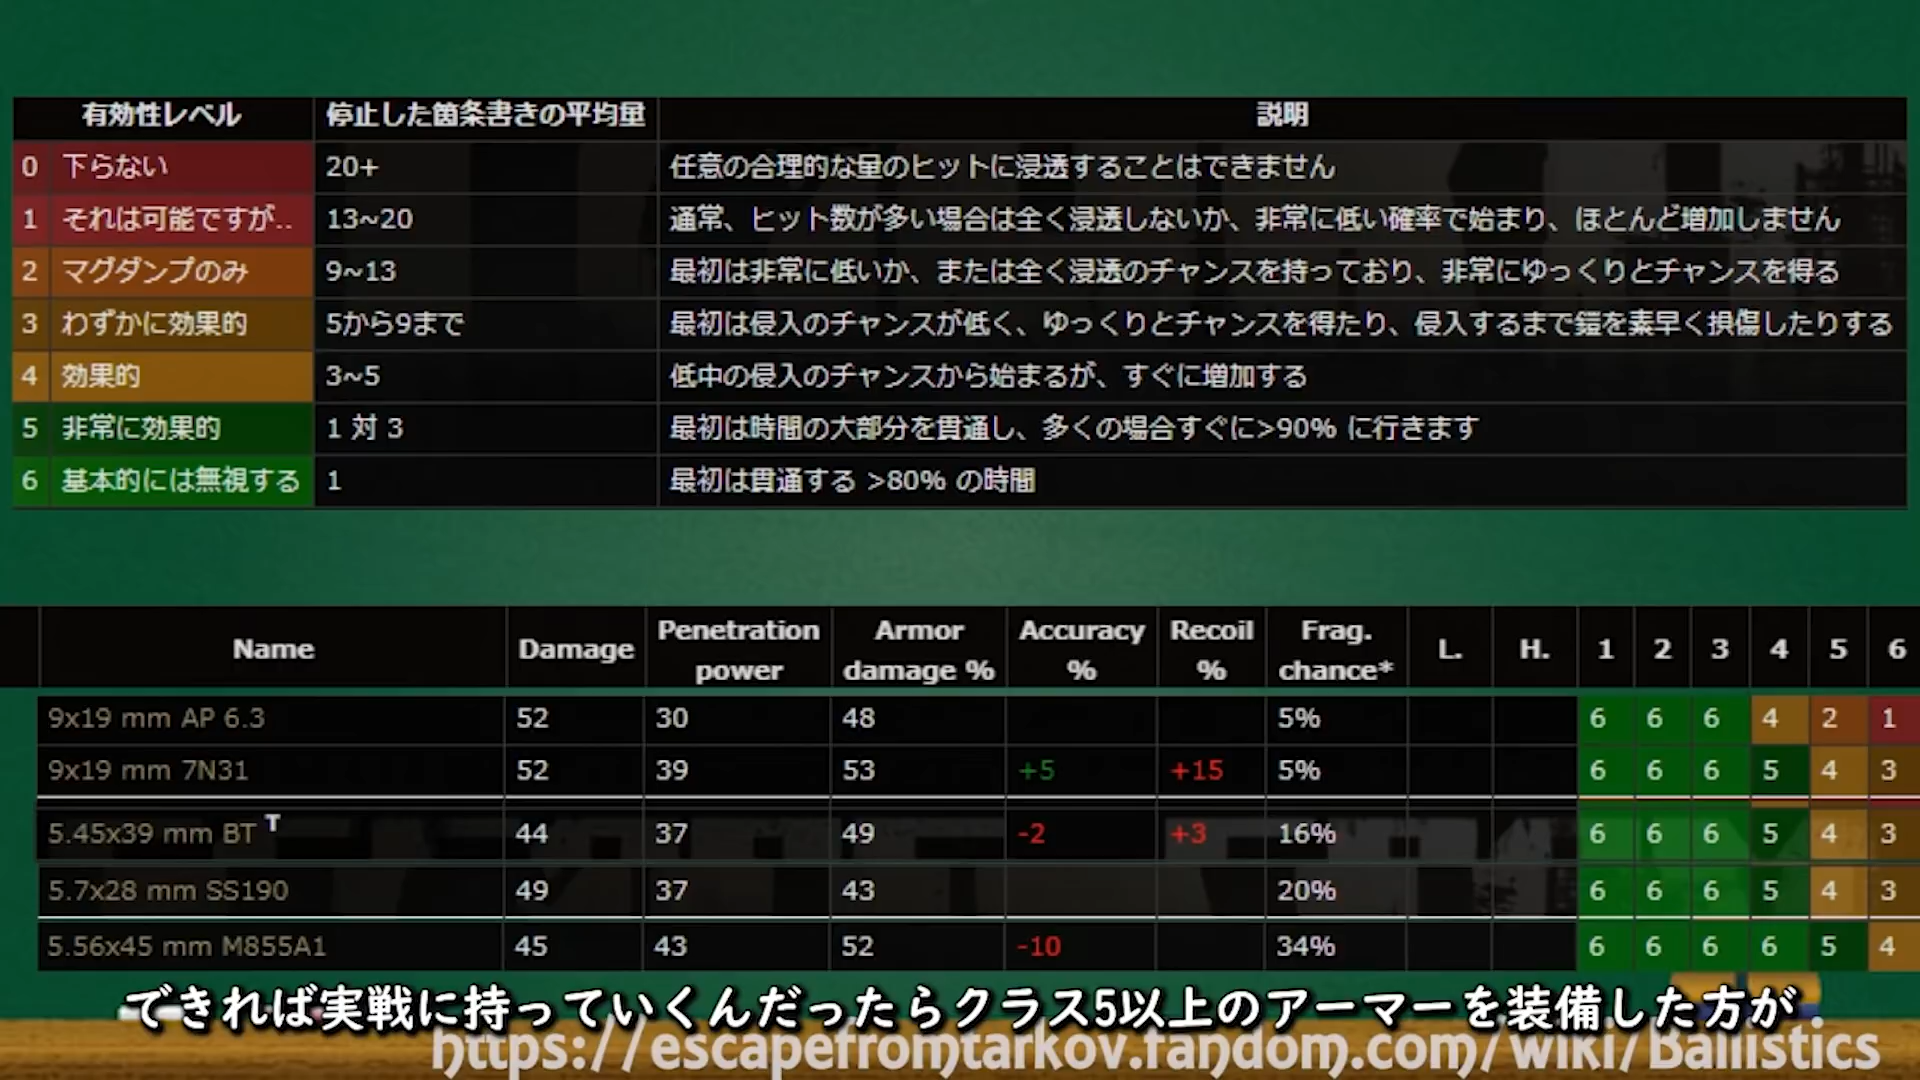 有効性レベル 停止した箇条書きの平均量 説明
0 下らない 20+ 任意の合理的な量のヒットに浸透することはできません
1 それは可能ですが.. 13~20 通常、ヒット数が多い場合は全く浸透しないか、非常に低い確率で始まり、ほとんど増加しません
2 マグダンプのみ 9~13 最初は非常に低いか、または全く浸透のチャンスを持っており、非常にゆっくりとチャンスを得る
3 わずかに効果的 5から9まで 最初は侵入のチャンスが低く、ゆっくりとチャンスを得たり、侵入するまで鎧を素早く損傷したりする
4 効果的 3~5 低中の侵入のチャンスから始まるが、すぐに増加する
5 非常に効果的 1 対 3 最初は時間の大部分を貫通し、多くの場合すぐに>90% に行きます
6 基本的には無視する 1 最初は貫通する >80% の時間
Name Damage Penetration power Armor damage % Accuracy % Recoil % Frag. chance* L. H. 1 2 3 4 5 6
9x19 mm AP 6.3 52 30 48 5% 6 6 6 4 2 1
9x19 mm 7N31 52 39 53 +5 +15 5% 6 6 6 5 4 3
5.45x39 mm BT T 44 37 49 -2 +3 16% 6 6 6 5 4 3
5.7x28 mm SS190 49 37 43 20% 6 6 6 5 4 3
5.56x45 mm M855A1 45 43 52 -10 34% 6 6 6 6 5 4
できれば実戦に持っていくんだったらクラス5以上のアーマーを装備した方が
https://escapefromtarkov.fandom.com/wiki/Ballistics